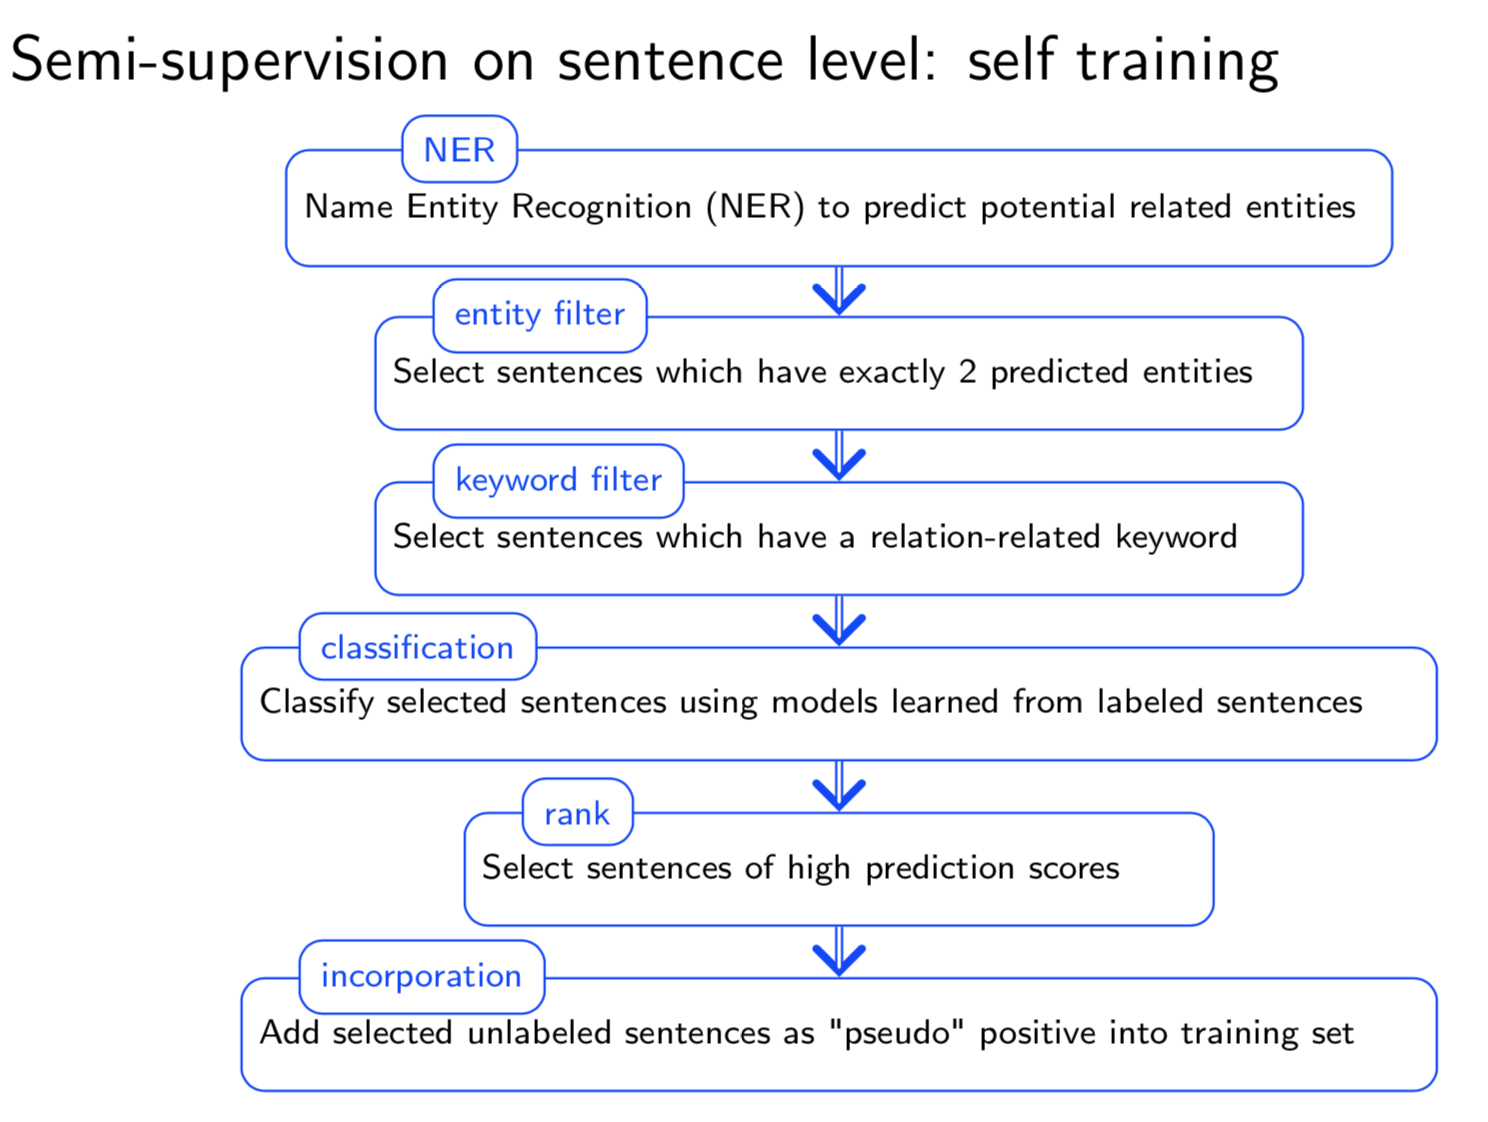 Semi-supervision on sentence level: self training
NER
Name Entity Recognition (NER) to predict potential related entities
entity filter
Select sentences which have exactly 2 predicted entities
keyword filter
Select sentences which have a relation-related keyword
classification
Classify selected sentences using models learned from labeled sentences
rank
Select sentences of high prediction scores
incorporation
Add selected unlabeled sentences as "pseudo" positive into training set